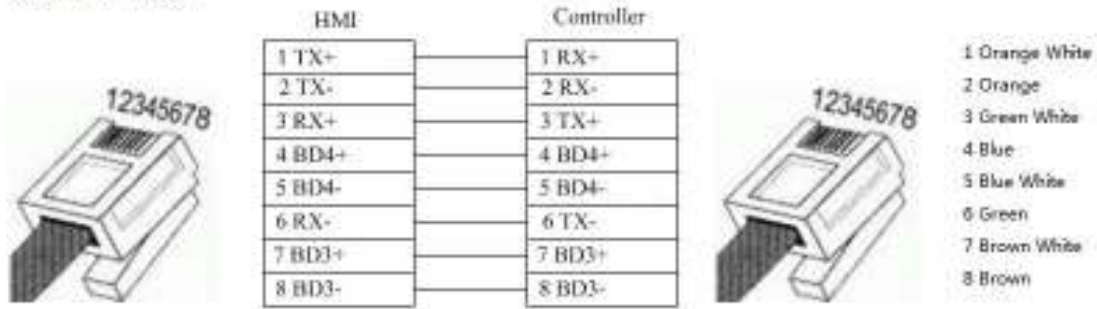 HMI Controller
1 TX+ 1 RX+
2 TX- 2 RX-
3 RX+ 3 TX+
4 BD4+ 4 BD4+
5 BD4- 5 BD4-
6 RX- 6 TX-
7 BD3+ 7 BD3+
8 BD3- 8 BD3-
12345678
12345678
1 Orange White
2 Orange
3 Green White
4 Blue
5 Blue White
6 Green
7 Brown White
8 Brown